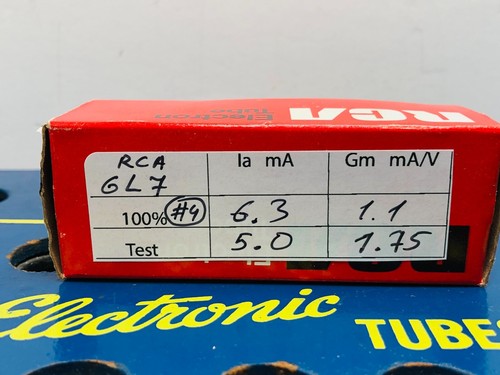 RCA
Electron
Tube
RCA
6L7
Ia mA
Gm mA/V
100% #4 6.3 1.1
Test 5.0 1.75
Electronic
TUBES